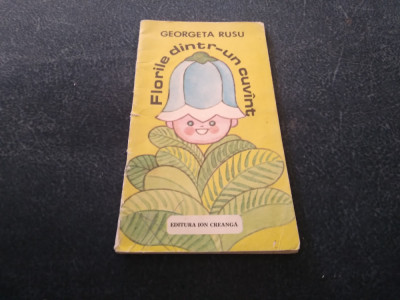 GEORGETA RUSU
Florile dintr-un cuvînt
EDITURA ION CREANGĂ